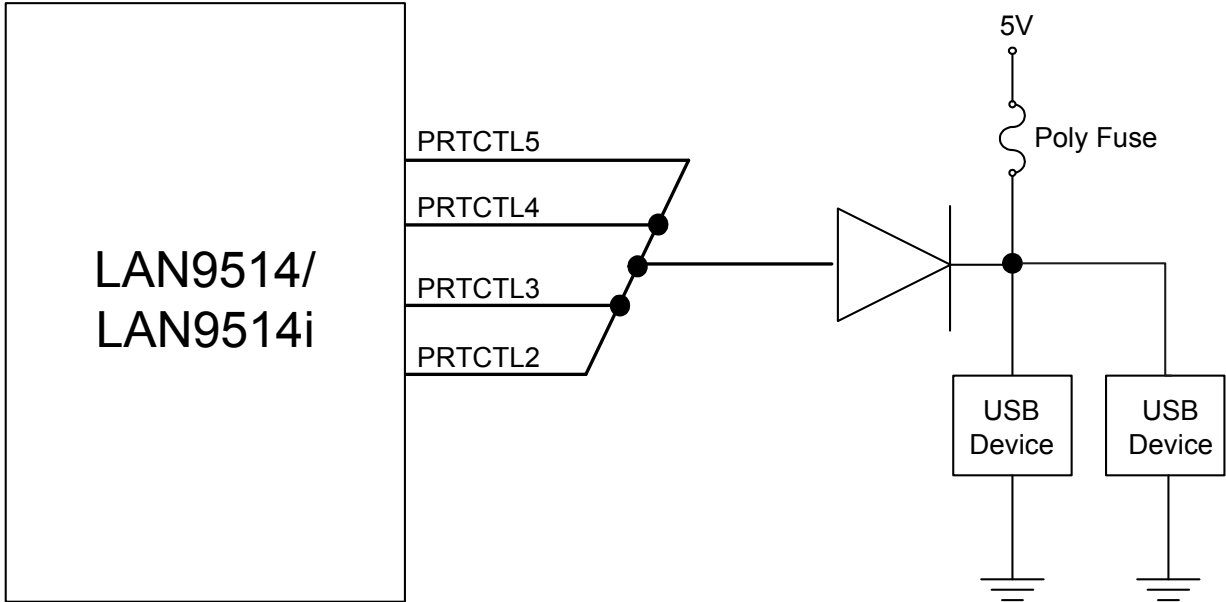 5V
Poly Fuse
PRTCTL5
PRTCTL4
PRTCTL3
PRTCTL2
LAN9514/
LAN9514i
USB
Device
USB
Device